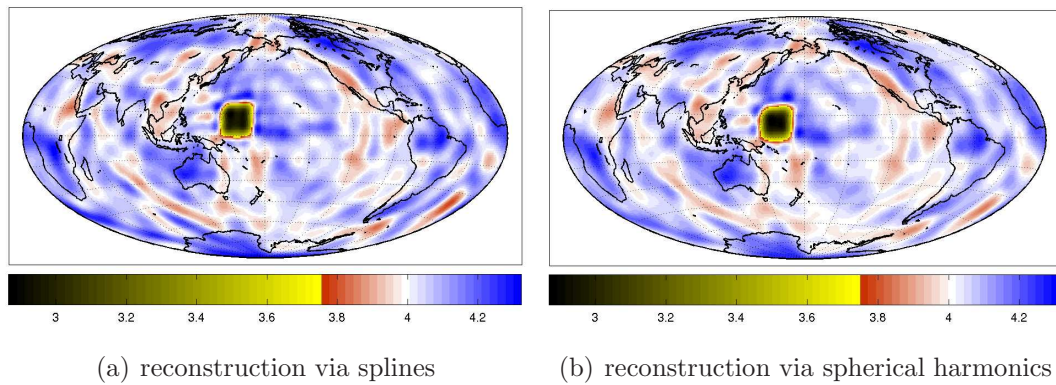 3 3.2 3.4 3.6 3.8 4 4.2
3 3.2 3.4 3.6 3.8 4 4.2
(a) reconstruction via splines
(b) reconstruction via spherical harmonics